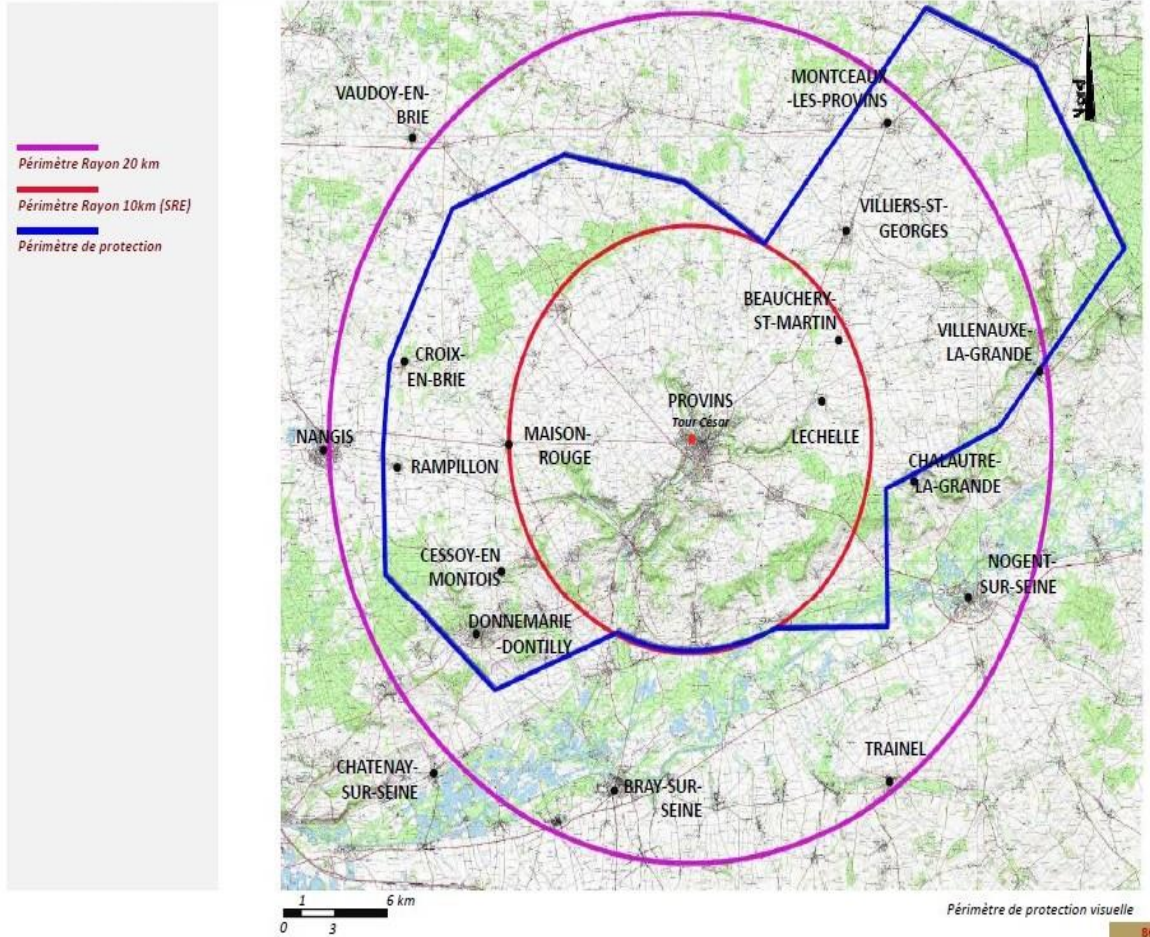 Périmètre Rayon 20 km
Périmètre Rayon 10km (SRE)
Périmètre de protection
Nord
VAUDOY-EN-
BRIE
MONTCEAUX
-LES-PROVINS
VILLIERS-ST-
GEORGES
BEAUCHERY-
ST-MARTIN
VILLENAUXE-
LA-GRANDE
CROIX-
EN-BRIE
PROVINS
Tour César
NANGIS
MAISON-
ROUGE
LECHELLE
RAMPILLON
CHALAUTRE-
LA-GRANDE
CESSOY-EN
MONTOIS
NOGENT-
SUR-SEINE
DONNEMARIE
-DONTILLY
TRAINEL
CHATENAY-
SUR-SEINE
BRAY-SUR-
SEINE
1 6 km
0 3
Périmètre de protection visuelle